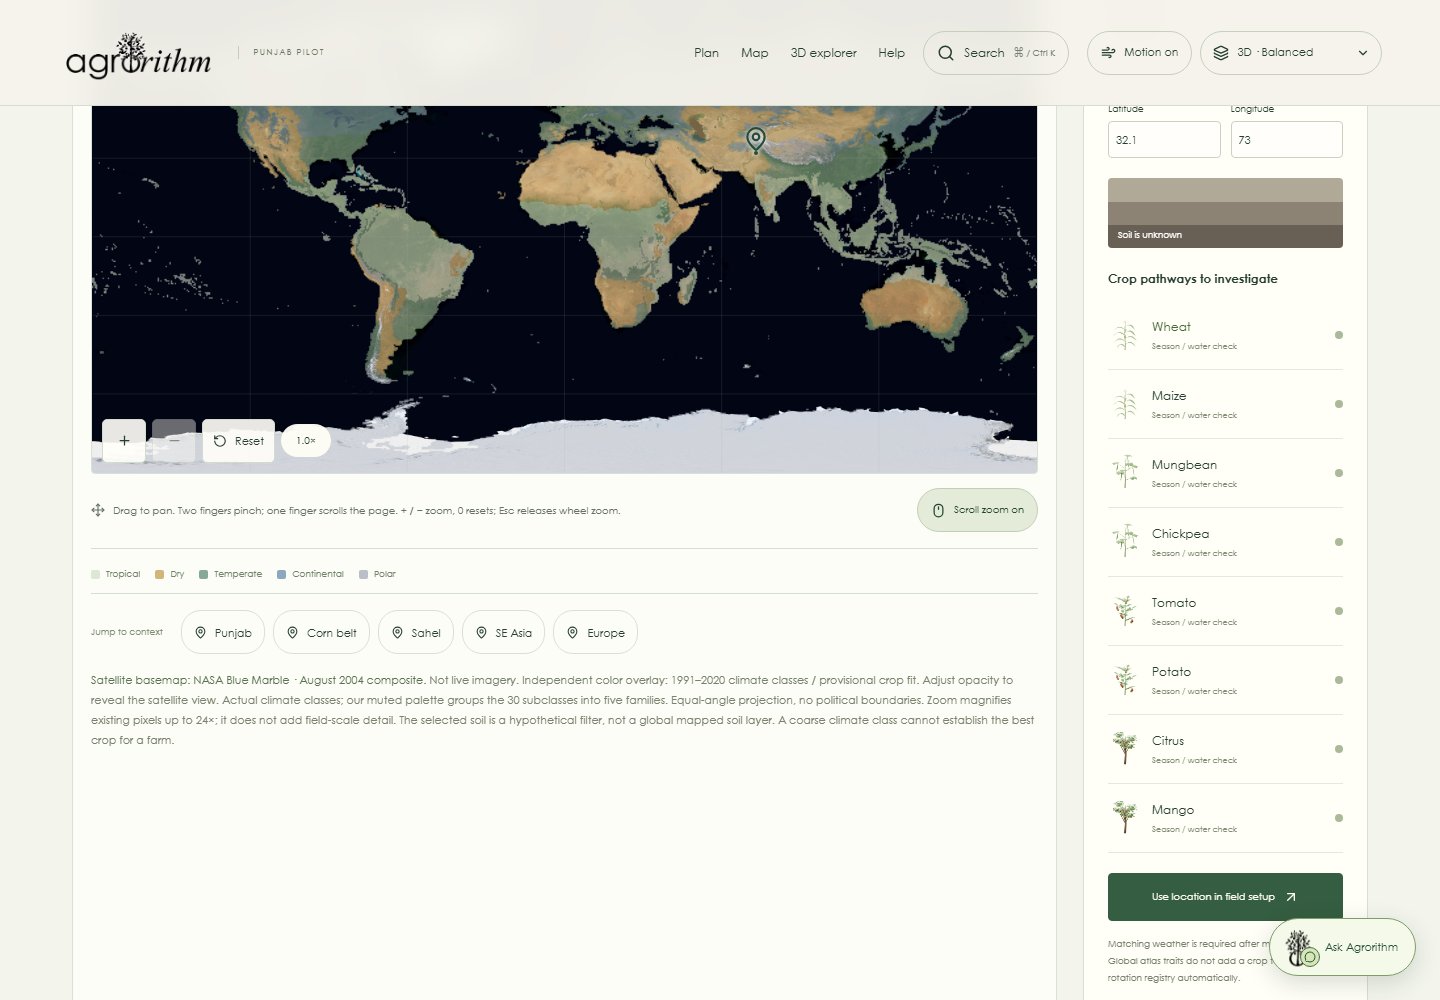 agrorithm
PUNJAB PILOT
Plan
Map
3D explorer
Help
Search ⌘ / Ctrl K
Motion on
3D · Balanced
Latitude
Longitude
32.1
73
Soil is unknown
Crop pathways to investigate
Wheat
Season / water check
Maize
Season / water check
Mungbean
Season / water check
Chickpea
Season / water check
Tomato
Season / water check
Potato
Season / water check
Citrus
Season / water check
Mango
Season / water check
Use location in field setup
Matching weather is required after m
Global atlas traits do not add a crop t
rotation registry automatically.
+
−
Reset
1.0×
Drag to pan. Two fingers pinch; one finger scrolls the page. + / − zoom, 0 resets; Esc releases wheel zoom.
Scroll zoom on
Tropical
Dry
Temperate
Continental
Polar
Jump to context
Punjab
Corn belt
Sahel
SE Asia
Europe
Satellite basemap: NASA Blue Marble · August 2004 composite. Not live imagery. Independent color overlay: 1991–2020 climate classes / provisional crop fit. Adjust opacity to
reveal the satellite view. Actual climate classes; our muted palette groups the 30 subclasses into five families. Equal-angle projection, no political boundaries. Zoom magnifies
existing pixels up to 24×; it does not add field-scale detail. The selected soil is a hypothetical filter, not a global mapped soil layer. A coarse climate class cannot establish the best
crop for a farm.
Ask Agrorithm